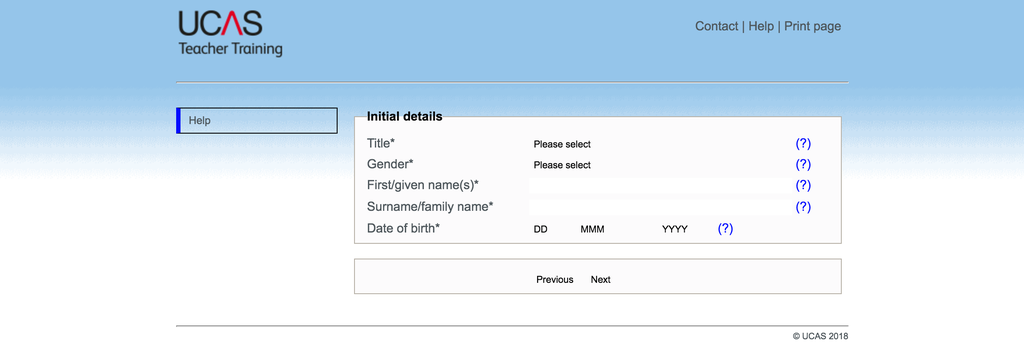 UCAS
Teacher Training
Contact | Help | Print page
Help
Initial details
Title* Please select (?)
Gender* Please select (?)
First/given name(s)* (?)
Surname/family name* (?)
Date of birth* DD MMM YYYY (?)
Previous Next
© UCAS 2018